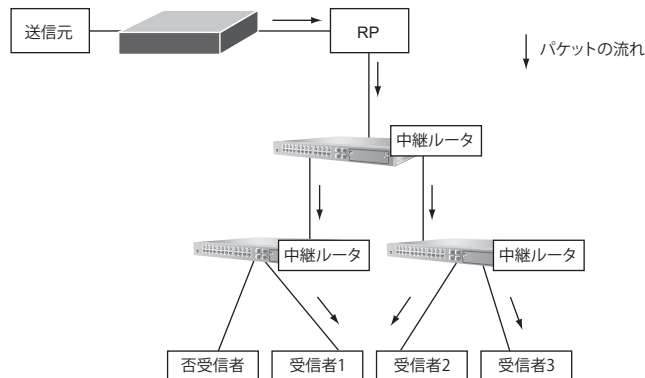 送信元
RP
パケットの流れ
中継ルータ
中継ルータ
中継ルータ
否受信者
受信者1
受信者2
受信者3